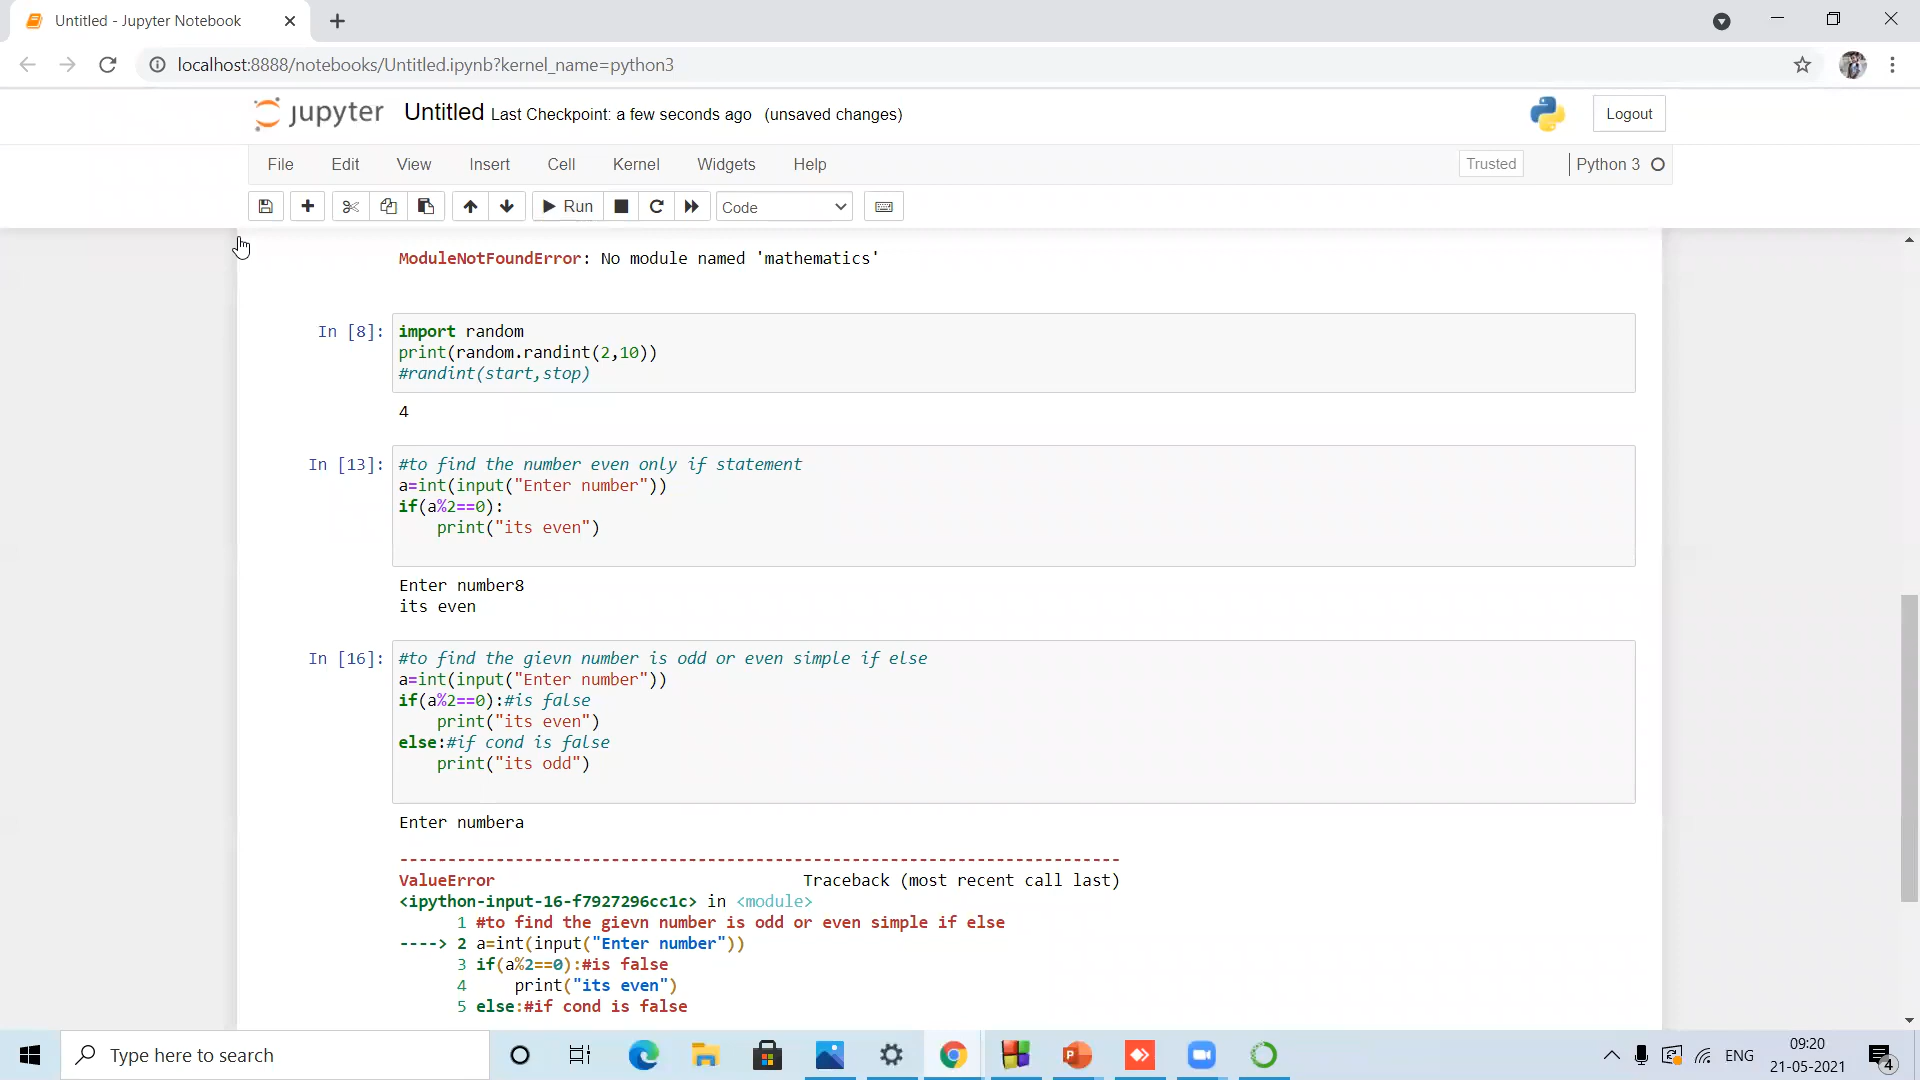 Untitled - Jupyter Notebook
localhost:8888/notebooks/Untitled.ipynb?kernel_name=python3
jupyter Untitled Last Checkpoint: a few seconds ago (unsaved changes)
Logout
File Edit View Insert Cell Kernel Widgets Help
Trusted
Python 3
Run
Code
ModuleNotFoundError: No module named 'mathematics'
In [8]: import random
print(random.randint(2,10))
#randint(start,stop)
4
In [13]: #to find the number even only if statement
a=int(input("Enter number"))
if(a%2==0):
    print("its even")
Enter number8
its even
In [16]: #to find the gievn number is odd or even simple if else
a=int(input("Enter number"))
if(a%2==0):#is false
    print("its even")
else:#if cond is false
    print("its odd")
Enter numbera
---------------------------------------------------------------------------
ValueError                                Traceback (most recent call last)
<ipython-input-16-f7927296cc1c> in <module>
      1 #to find the gievn number is odd or even simple if else
----> 2 a=int(input("Enter number"))
      3 if(a%2==0):#is false
      4     print("its even")
      5 else:#if cond is false
Type here to search
ENG
09:20
21-05-2021
4